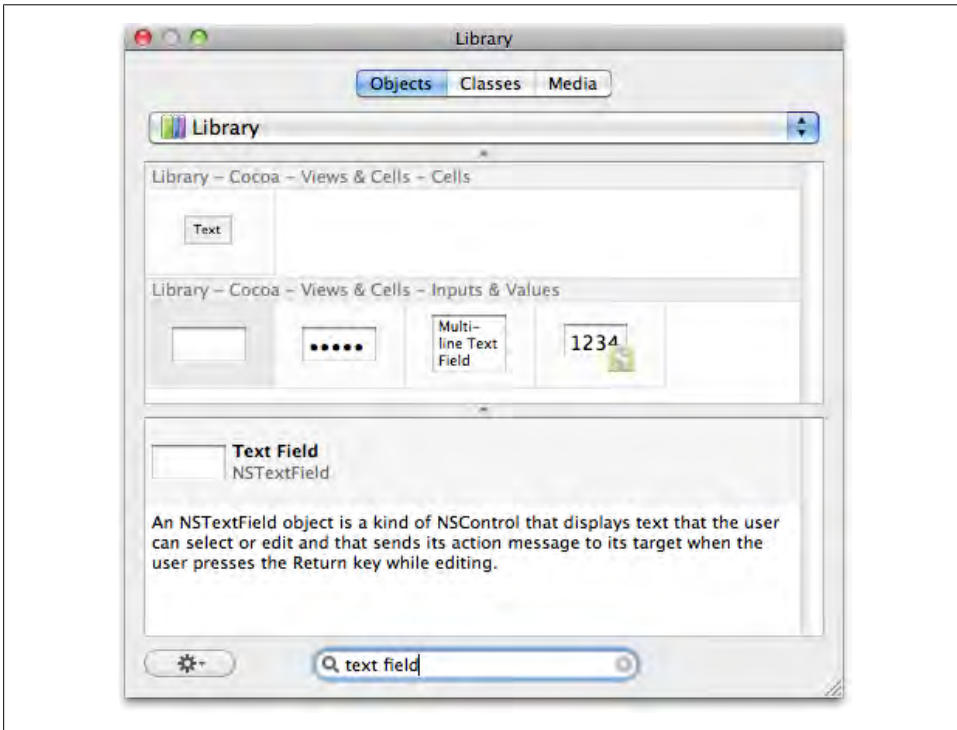 Library
Objects Classes Media
Library
Library – Cocoa – Views & Cells – Cells
Text
Library – Cocoa – Views & Cells – Inputs & Values
Multi-
line Text
Field
1234
Text Field
NSTextField
An NSTextField object is a kind of NSControl that displays text that the user
can select or edit and that sends its action message to its target when the
user presses the Return key while editing.
text field